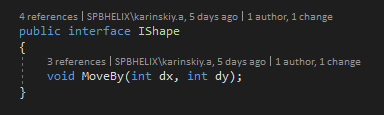 4 references | SPBHELIX\karinskiy.a, 5 days ago | 1 author, 1 change
public interface IShape
{
3 references | SPBHELIX\karinskiy.a, 5 days ago | 1 author, 1 change
void MoveBy(int dx, int dy);
}